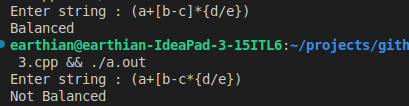 Enter string : (a+[b-c]*{d/e})
Balanced
earthian@earthian-IdeaPad-3-15ITL6:~/projects/gith
3.cpp && ./a.out
Enter string : (a+[b-c*{d/e})
Not Balanced